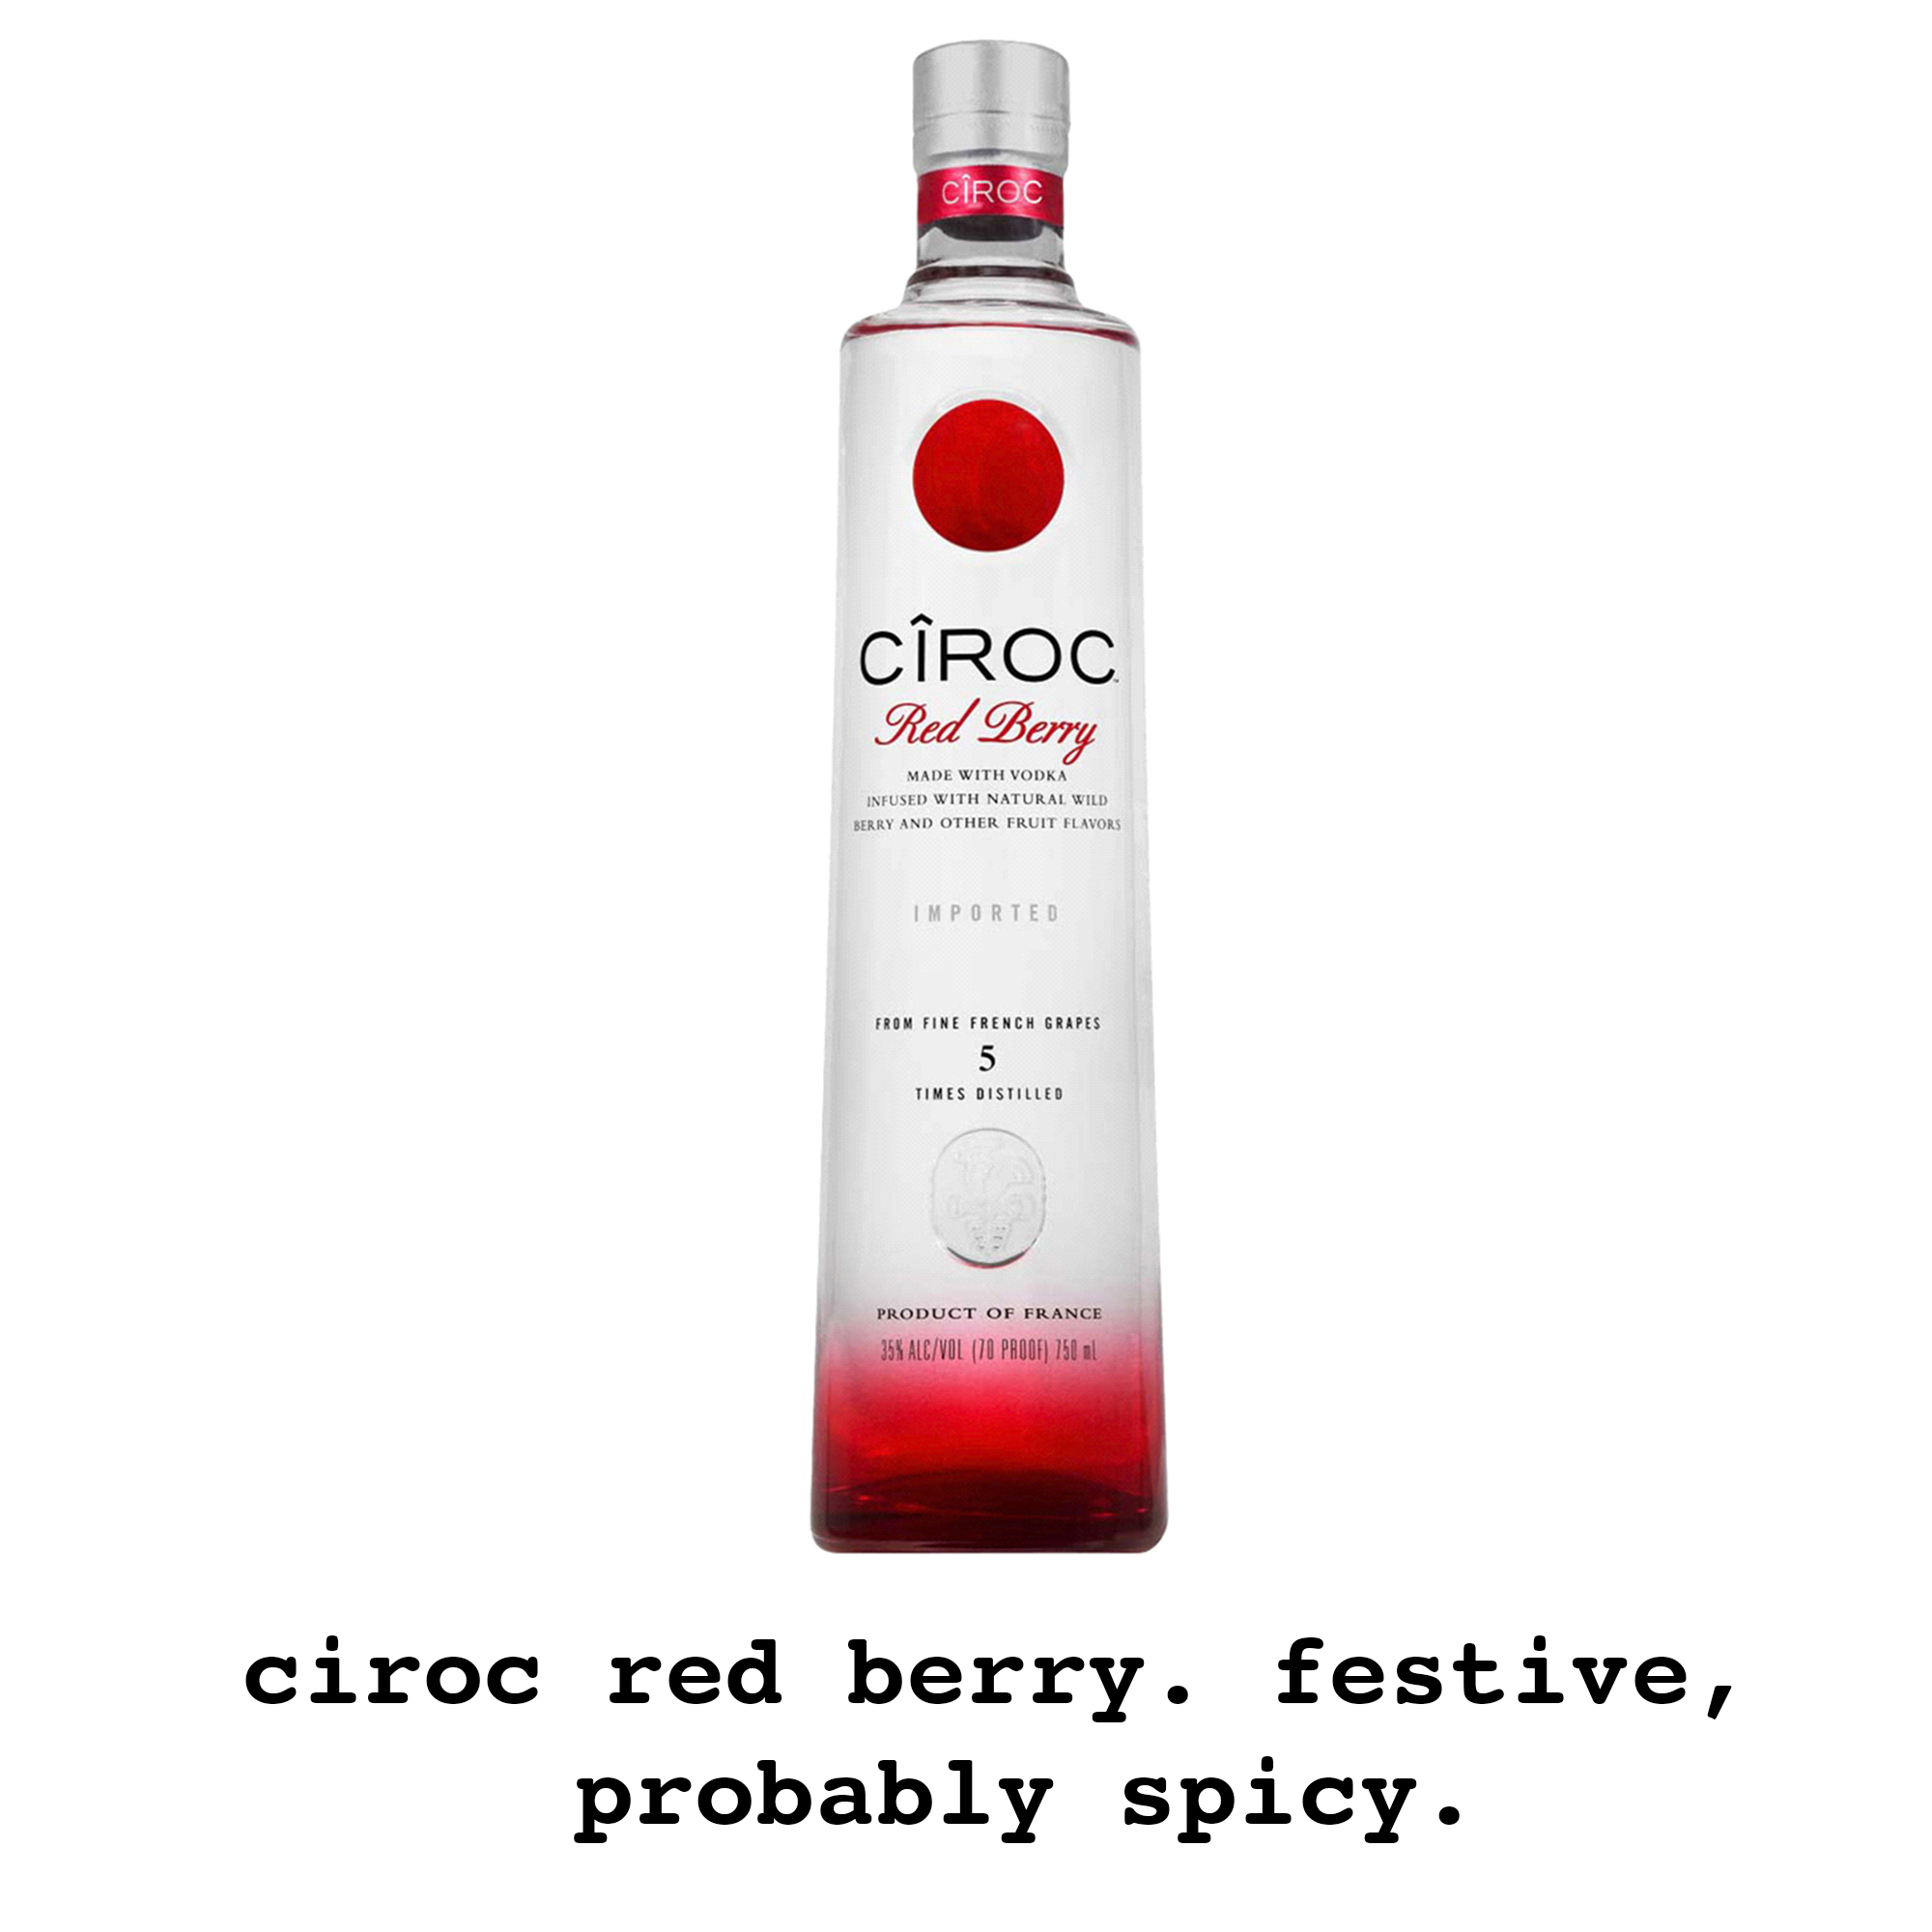 CÎROC
CÎROC™
Red Berry
MADE WITH VODKA
INFUSED WITH NATURAL WILD
BERRY AND OTHER FRUIT FLAVORS
IMPORTED
FROM FINE FRENCH GRAPES
5
TIMES DISTILLED
PRODUCT OF FRANCE
35% ALC/VOL (70 PROOF) 750 mL
ciroc red berry. festive,
probably spicy.